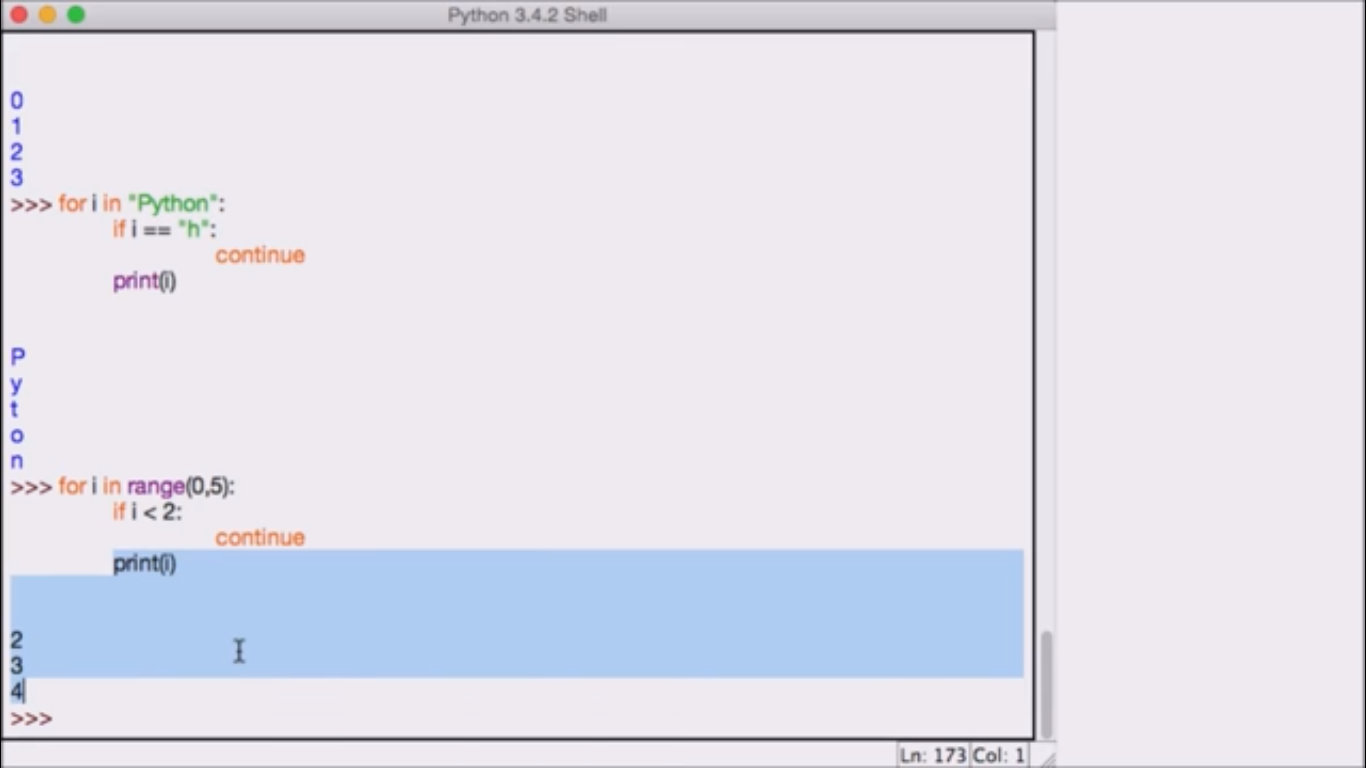 Python 3.4.2 Shell
0
1
2
3
>>> for i in "Python":
if i == "h":
continue
print(i)
P
y
t
o
n
>>> for i in range(0,5):
if i < 2:
continue
print(i)
2
3
4
>>>
Ln: 173 Col: 1